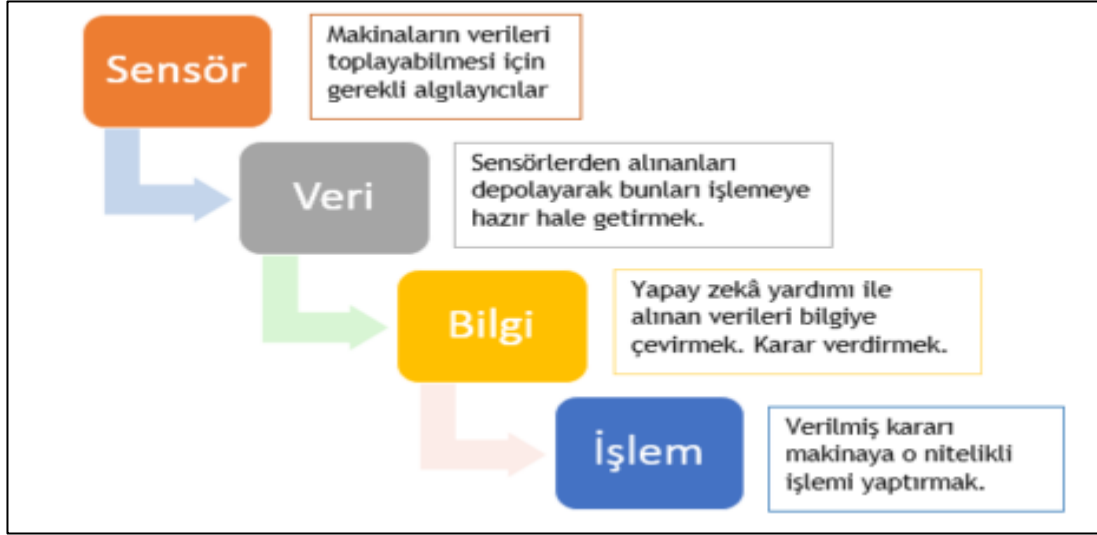 Sensör
Makinaların verileri
toplayabilmesi için
gerekli algılayıcılar
Veri
Sensörlerden alınanları
depolayarak bunları işlemeye
hazır hale getirmek.
Bilgi
Yapay zekâ yardımı ile
alınan verileri bilgiye
çevirmek. Karar verdirmek.
İşlem
Verilmiş kararı
makinaya o nitelikli
işlemi yaptırmak.